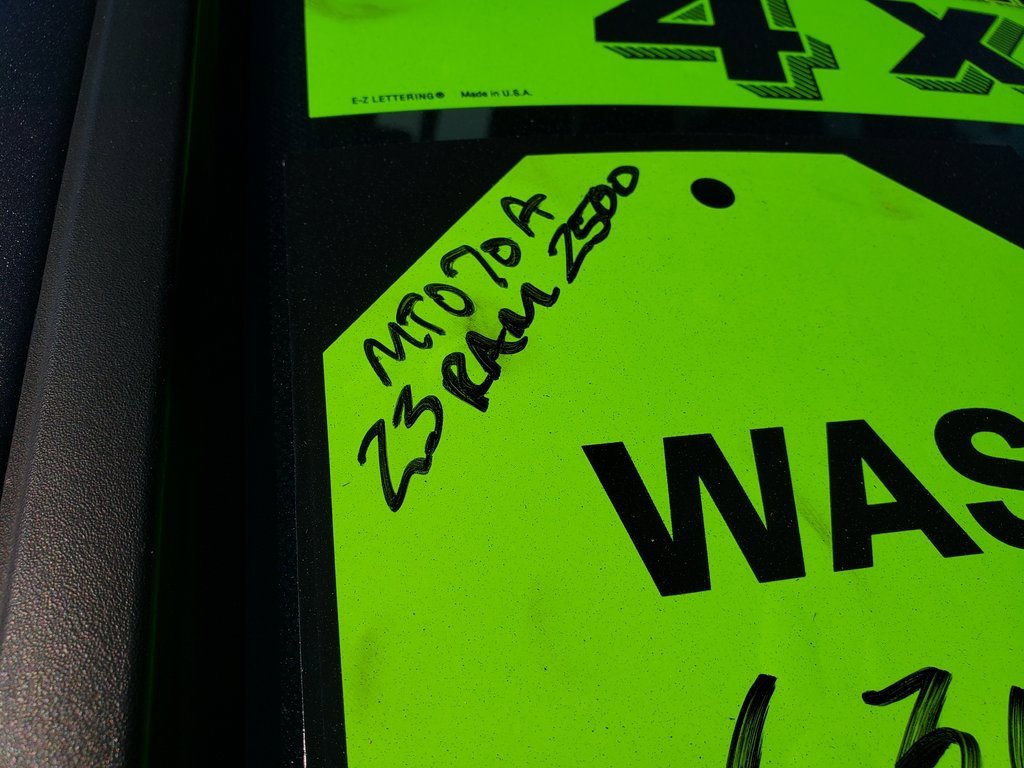 4x
E-Z LETTERING® Made in U.S.A.
MT070A
23 RAM 2500
WAS